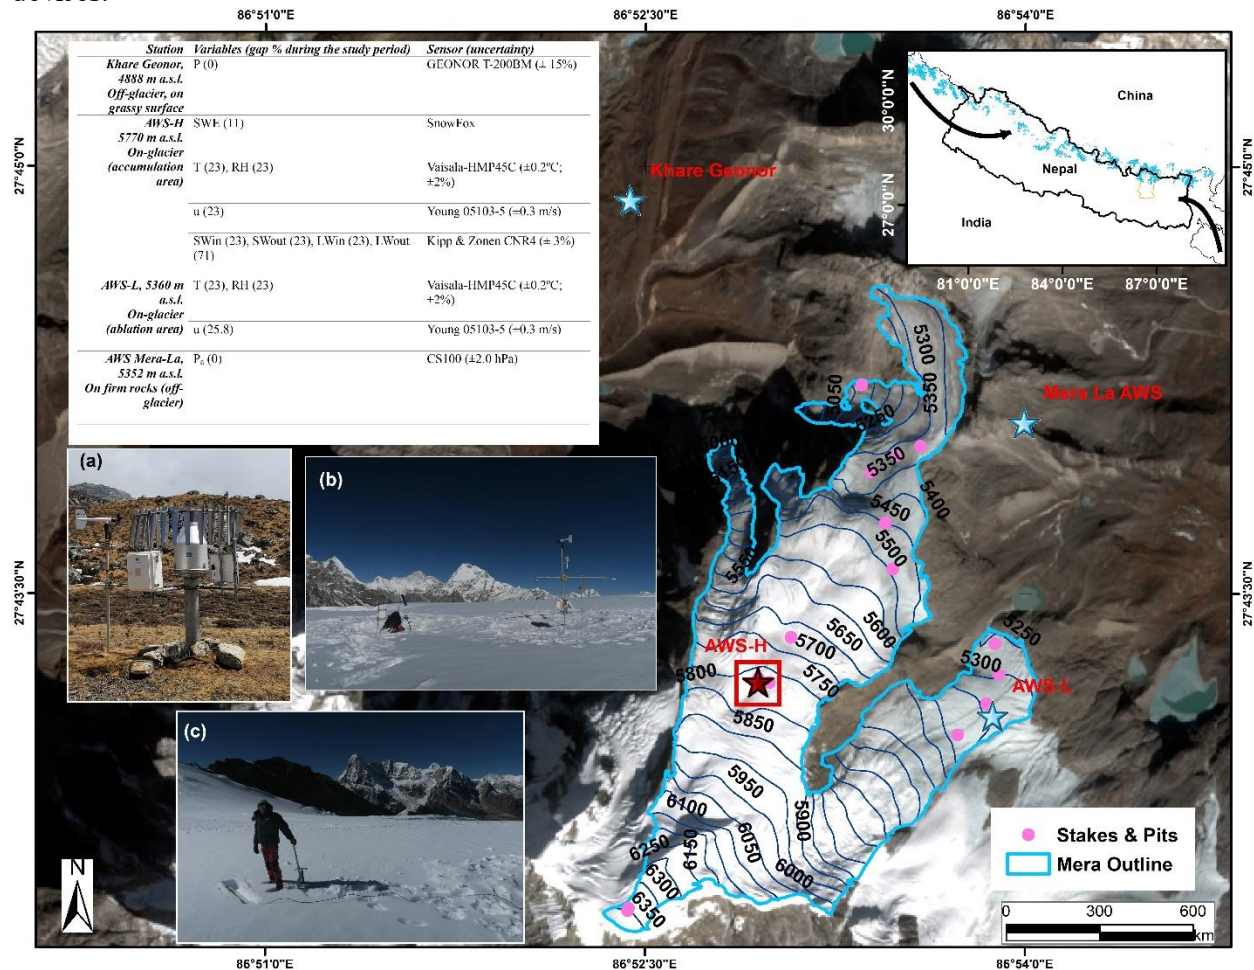 86°51'0"E
86°52'30"E
86°54'0"E
Station Variables (gap % during the study period) Sensor (uncertainty)
Khare Geonor, P (0) GEONOR T-200BM (± 15%)
4888 m a.s.l.
Off-glacier, on
grassy surface
AWS-H SWE (11) SnowFox
5770 m a.s.l.
On-glacier T (23), RH (23) Vaisala-HMP45C (±0.2°C;
(accumulation ±2%)
area)
u (23) Young 05103-5 (±0.3 m/s)
SWin (23), SWout (23), LWin (23), LWout Kipp & Zonen CNR4 (± 3%)
(71)
AWS-L, 5360 m T (23), RH (23) Vaisala-HMP45C (±0.2°C;
a.s.l. ±2%)
On-glacier
(ablation area) u (25.8) Young 05103-5 (±0.3 m/s)
AWS Mera-La, Pa (0) CS100 (±2.0 hPa)
5352 m a.s.l.
On firm rocks (off-
glacier)
27°45'0"N
27°43'30"N
(a)
(b)
(c)
N
Khare Geonor
Mera La AWS
AWS-H
AWS-L
China
Nepal
India
30°0'0"N
27°0'0"N
81°0'0"E
84°0'0"E
87°0'0"E
27°45'0"N
27°43'30"N
5300
5350
5050
5250
5350
5400
5000
5450
5500
5550
5600
5650
5700
5750
5800
5850
5250
5300
5950
5900
6100
6050
6000
6150
6250
6300
6350
Stakes & Pits
Mera Outline
0 300 600
km
86°51'0"E
86°52'30"E
86°54'0"E